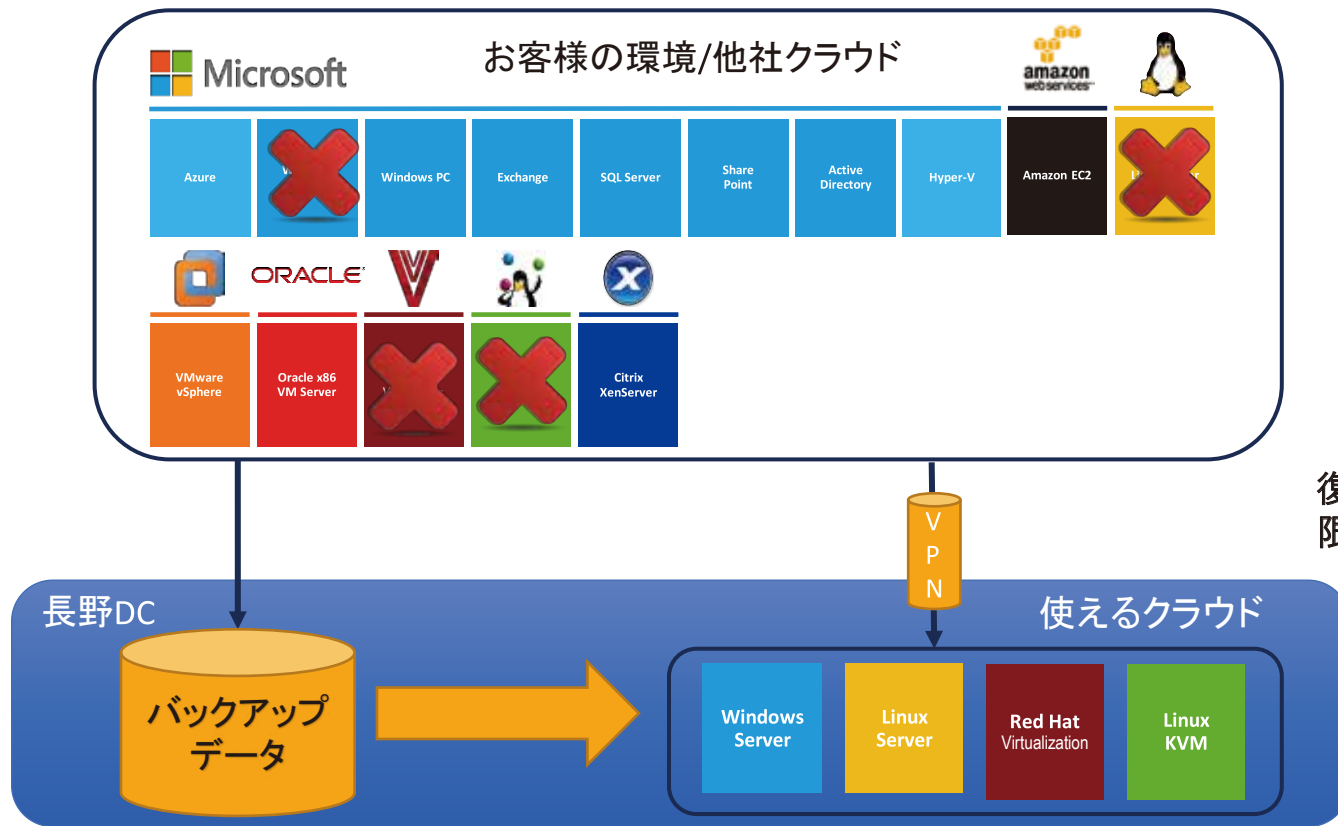 Microsoft
お客様の環境/他社クラウド
amazon
webservices
Azure
Windows PC
Exchange
SQL Server
Share
Point
Active
Directory
Hyper-V
Amazon EC2
ORACLE
VMware
vSphere
Oracle x86
VM Server
Citrix
XenServer
復
限
V
P
N
長野DC
使えるクラウド
バックアップ
データ
Windows
Server
Linux
Server
Red Hat
Virtualization
Linux
KVM